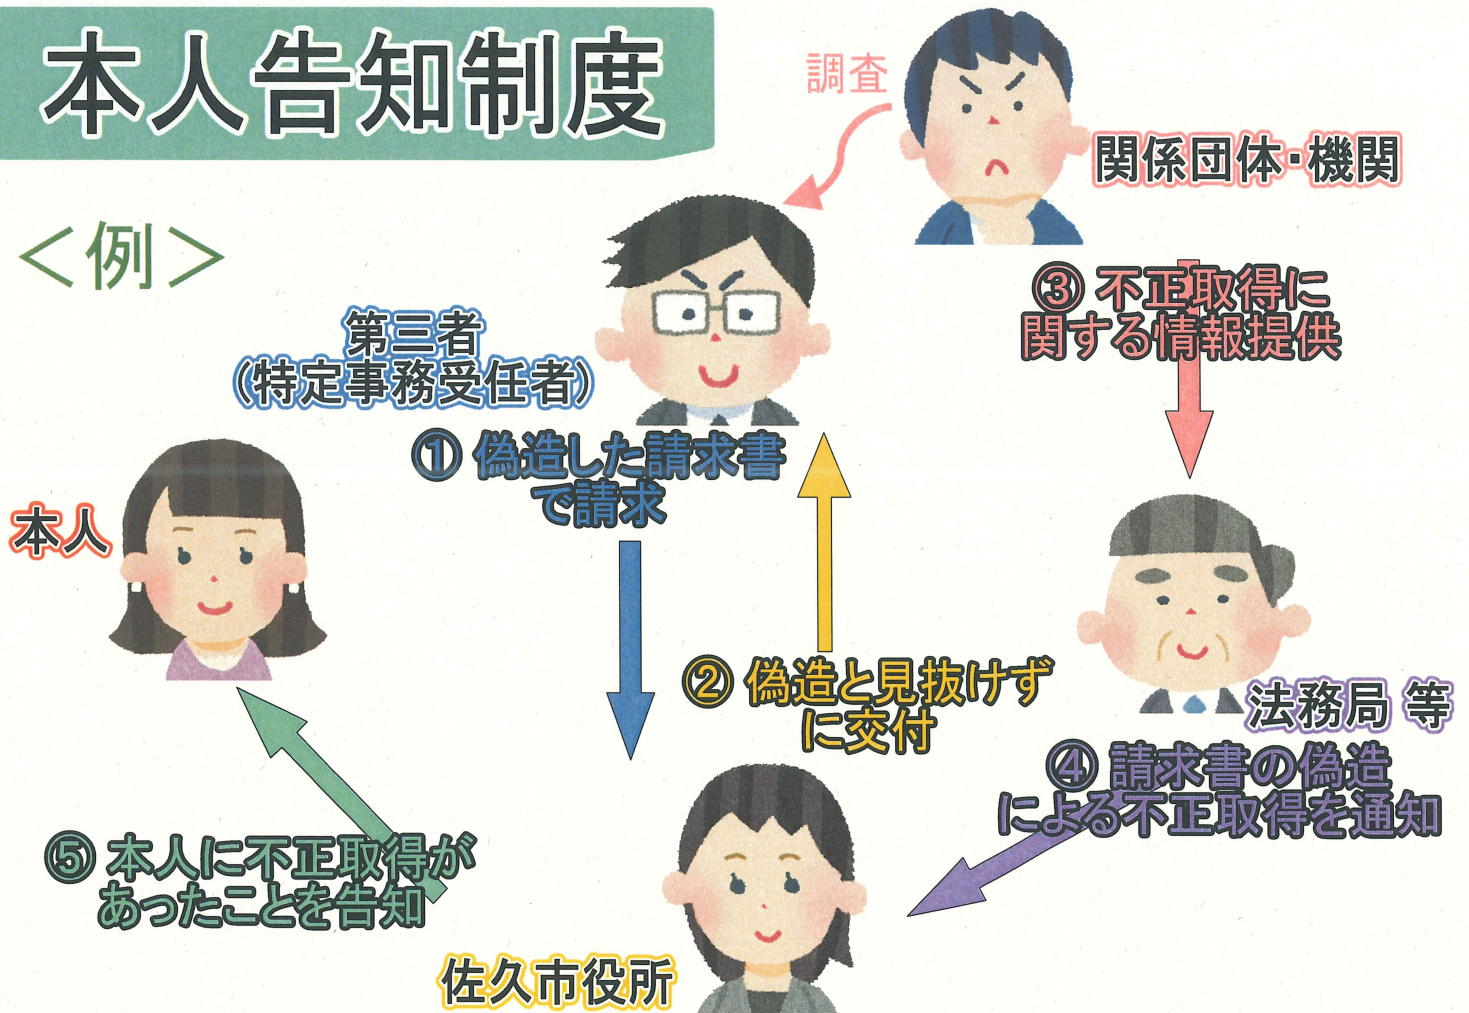 本人告知制度
調査
関係団体・機関
＜例＞
③ 不正取得に
関する情報提供
第三者
（特定事務受任者）
① 偽造した請求書
で請求
本人
② 偽造と見抜けず
に交付
法務局 等
④ 請求書の偽造
による不正取得を通知
⑤ 本人に不正取得が
あったことを告知
佐久市役所